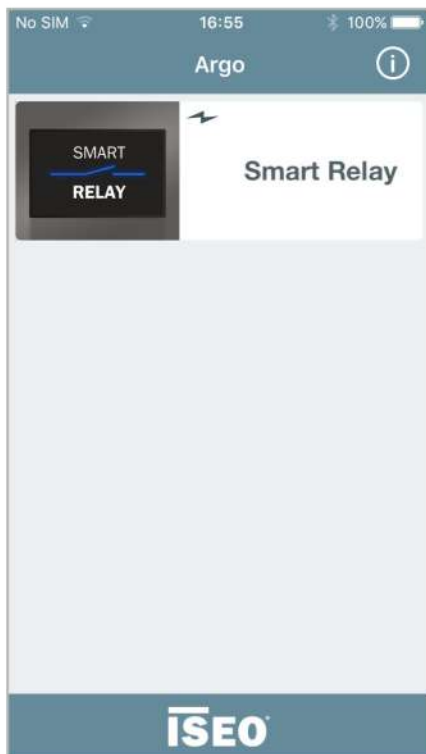 No SIM 16:55 100%
Argo
SMART
RELAY
Smart Relay
ISEO